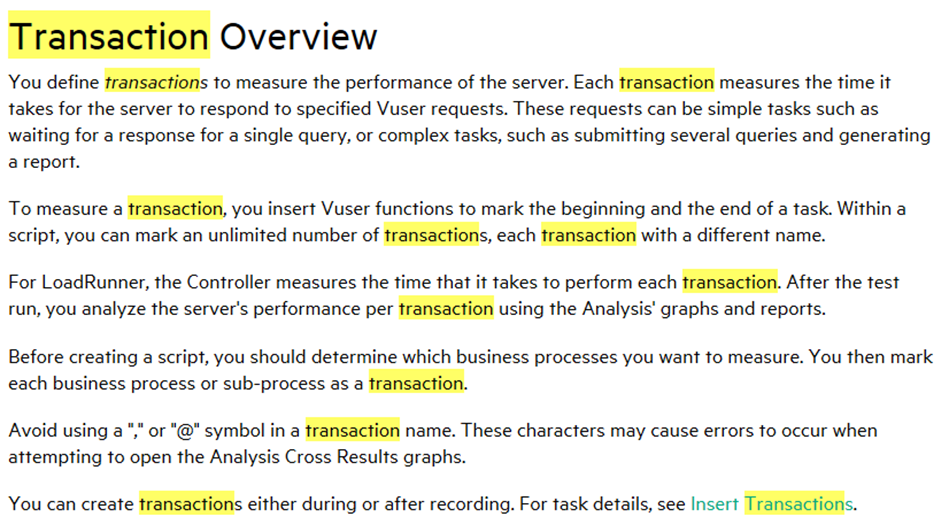 Transaction Overview
You define transactions to measure the performance of the server. Each transaction measures the time it
takes for the server to respond to specified Vuser requests. These requests can be simple tasks such as
waiting for a response for a single query, or complex tasks, such as submitting several queries and generating
a report.
To measure a transaction, you insert Vuser functions to mark the beginning and the end of a task. Within a
script, you can mark an unlimited number of transactions, each transaction with a different name.
For LoadRunner, the Controller measures the time that it takes to perform each transaction. After the test
run, you analyze the server's performance per transaction using the Analysis' graphs and reports.
Before creating a script, you should determine which business processes you want to measure. You then mark
each business process or sub-process as a transaction.
Avoid using a "," or "@" symbol in a transaction name. These characters may cause errors to occur when
attempting to open the Analysis Cross Results graphs.
You can create transactions either during or after recording. For task details, see Insert Transactions.